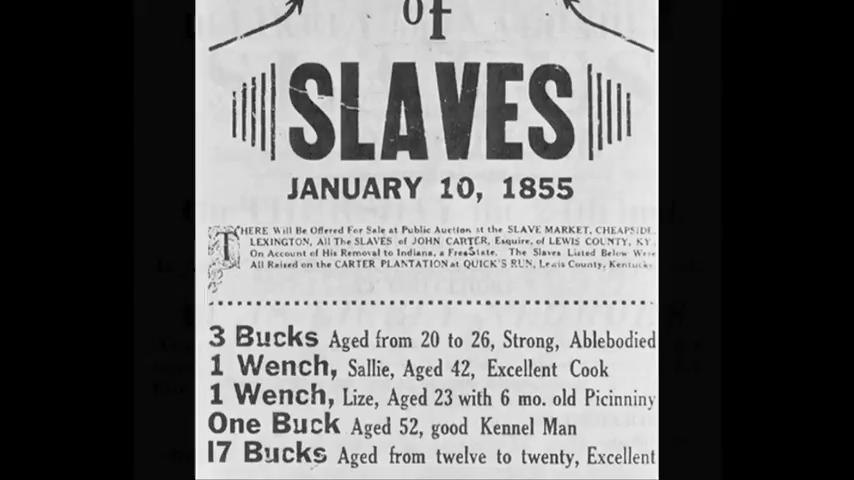 of
SLAVES
JANUARY 10, 1855
THERE Will Be Offered For Sale at Public Auction at the SLAVE MARKET, CHEAPSIDE,
LEXINGTON, All The SLAVES of JOHN CARTER, Esquire, of LEWIS COUNTY, KY.
On Account of His Removal to Indiana, a Free State. The Slaves Listed Below Were
All Raised on the CARTER PLANTATION at QUICK'S RUN, Lewis County, Kentucky.
3 Bucks Aged from 20 to 26, Strong, Ablebodied
1 Wench, Sallie, Aged 42, Excellent Cook
1 Wench, Lize, Aged 23 with 6 mo. old Picinniny
One Buck Aged 52, good Kennel Man
17 Bucks Aged from twelve to twenty, Excellent